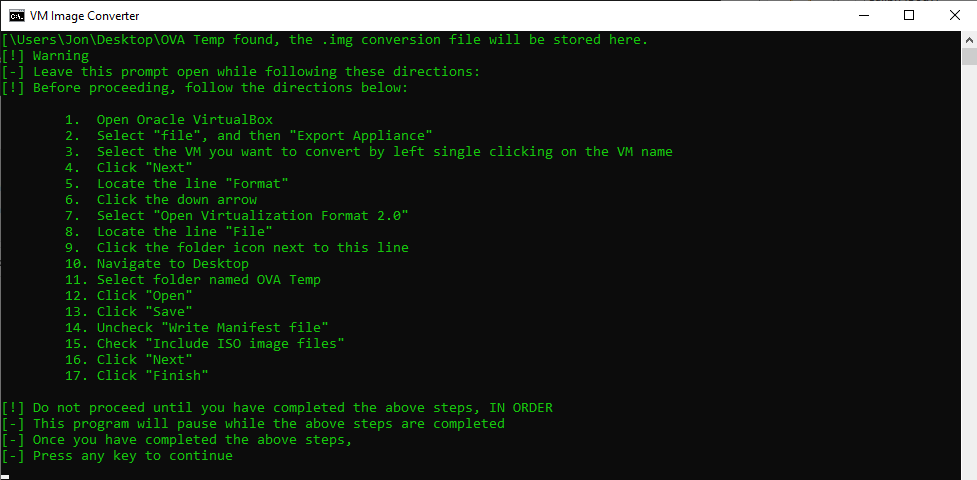 VM Image Converter
[\Users\Jon\Desktop\OVA Temp found, the .img conversion file will be stored here.
[!] Warning
[-] Leave this prompt open while following these directions:
[!] Before proceeding, follow the directions below:
1. Open Oracle VirtualBox
2. Select "file", and then "Export Appliance"
3. Select the VM you want to convert by left single clicking on the VM name
4. Click "Next"
5. Locate the line "Format"
6. Click the down arrow
7. Select "Open Virtualization Format 2.0"
8. Locate the line "File"
9. Click the folder icon next to this line
10. Navigate to Desktop
11. Select folder named OVA Temp
12. Click "Open"
13. Click "Save"
14. Uncheck "Write Manifest file"
15. Check "Include ISO image files"
16. Click "Next"
17. Click "Finish"
[!] Do not proceed until you have completed the above steps, IN ORDER
[-] This program will pause while the above steps are completed
[-] Once you have completed the above steps,
[-] Press any key to continue